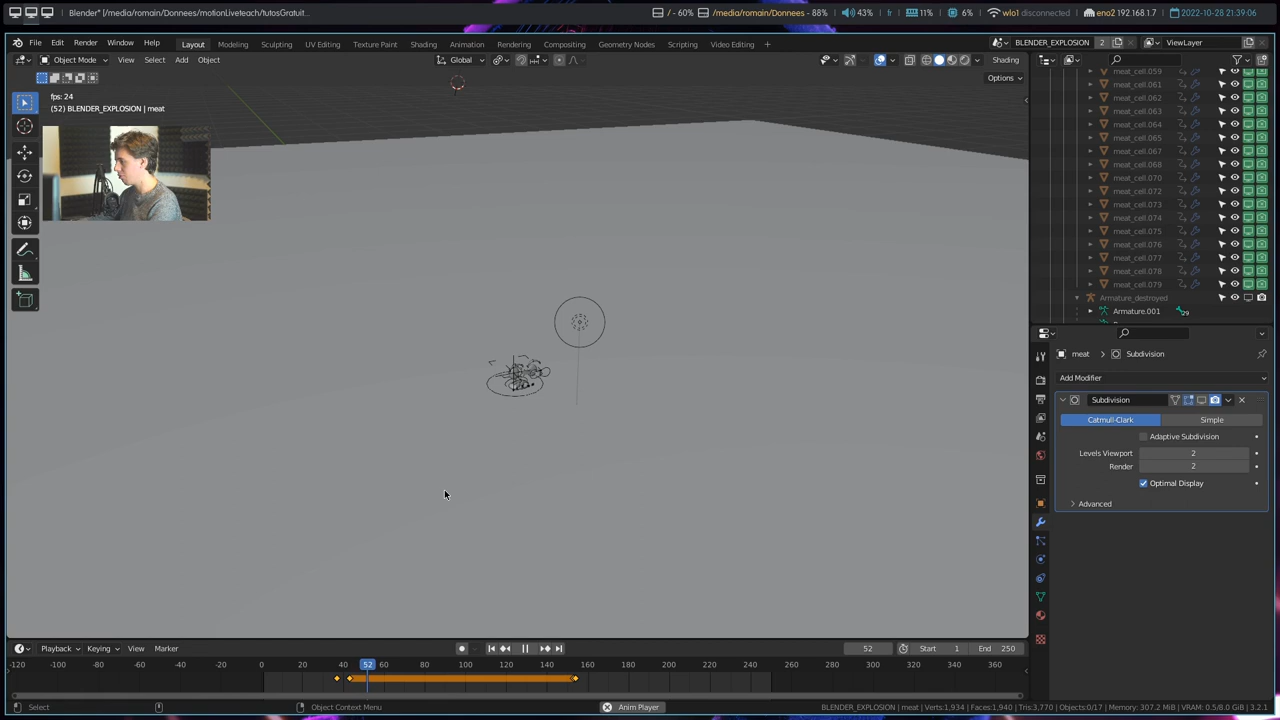 Blender* [/media/romain/Donnees/motionLiveteach/tutosGratuit... / - 60% /media/romain/Donnees - 88% 43% fr 11% 6% wlo1 disconnected eno2 192.168.1.7 2022-10-28 21:39:06
File Edit Render Window Help Layout Modeling Sculpting UV Editing Texture Paint Shading Animation Rendering Compositing Geometry Nodes Scripting Video Editing + BLENDER_EXPLOSION 2 ViewLayer
Object Mode View Select Add Object Global Shading
Options
fps: 24
(52) BLENDER_EXPLOSION | meat
meat_cell.059
meat_cell.061
meat_cell.062
meat_cell.063
meat_cell.064
meat_cell.065
meat_cell.067
meat_cell.068
meat_cell.070
meat_cell.072
meat_cell.073
meat_cell.074
meat_cell.075
meat_cell.076
meat_cell.077
meat_cell.078
meat_cell.079
Armature_destroyed
Armature.001 29
meat > Subdivision
Add Modifier
Subdivision
Catmull-Clark Simple
Adaptive Subdivision
Levels Viewport 2
Render 2
Optimal Display
Advanced
Playback Keying View Marker 52 Start 1 End 250
-120 -100 -80 -60 -40 -20 0 20 40 52 60 80 100 120 140 160 180 200 220 240 260 280 300 320 340 360
Select Object Context Menu Anim Player BLENDER_EXPLOSION | meat | Verts:1,934 | Faces:1,940 | Tris:3,770 | Objects:0/17 | Memory: 307.2 MiB | VRAM: 0.5/8.0 GiB | 3.2.1